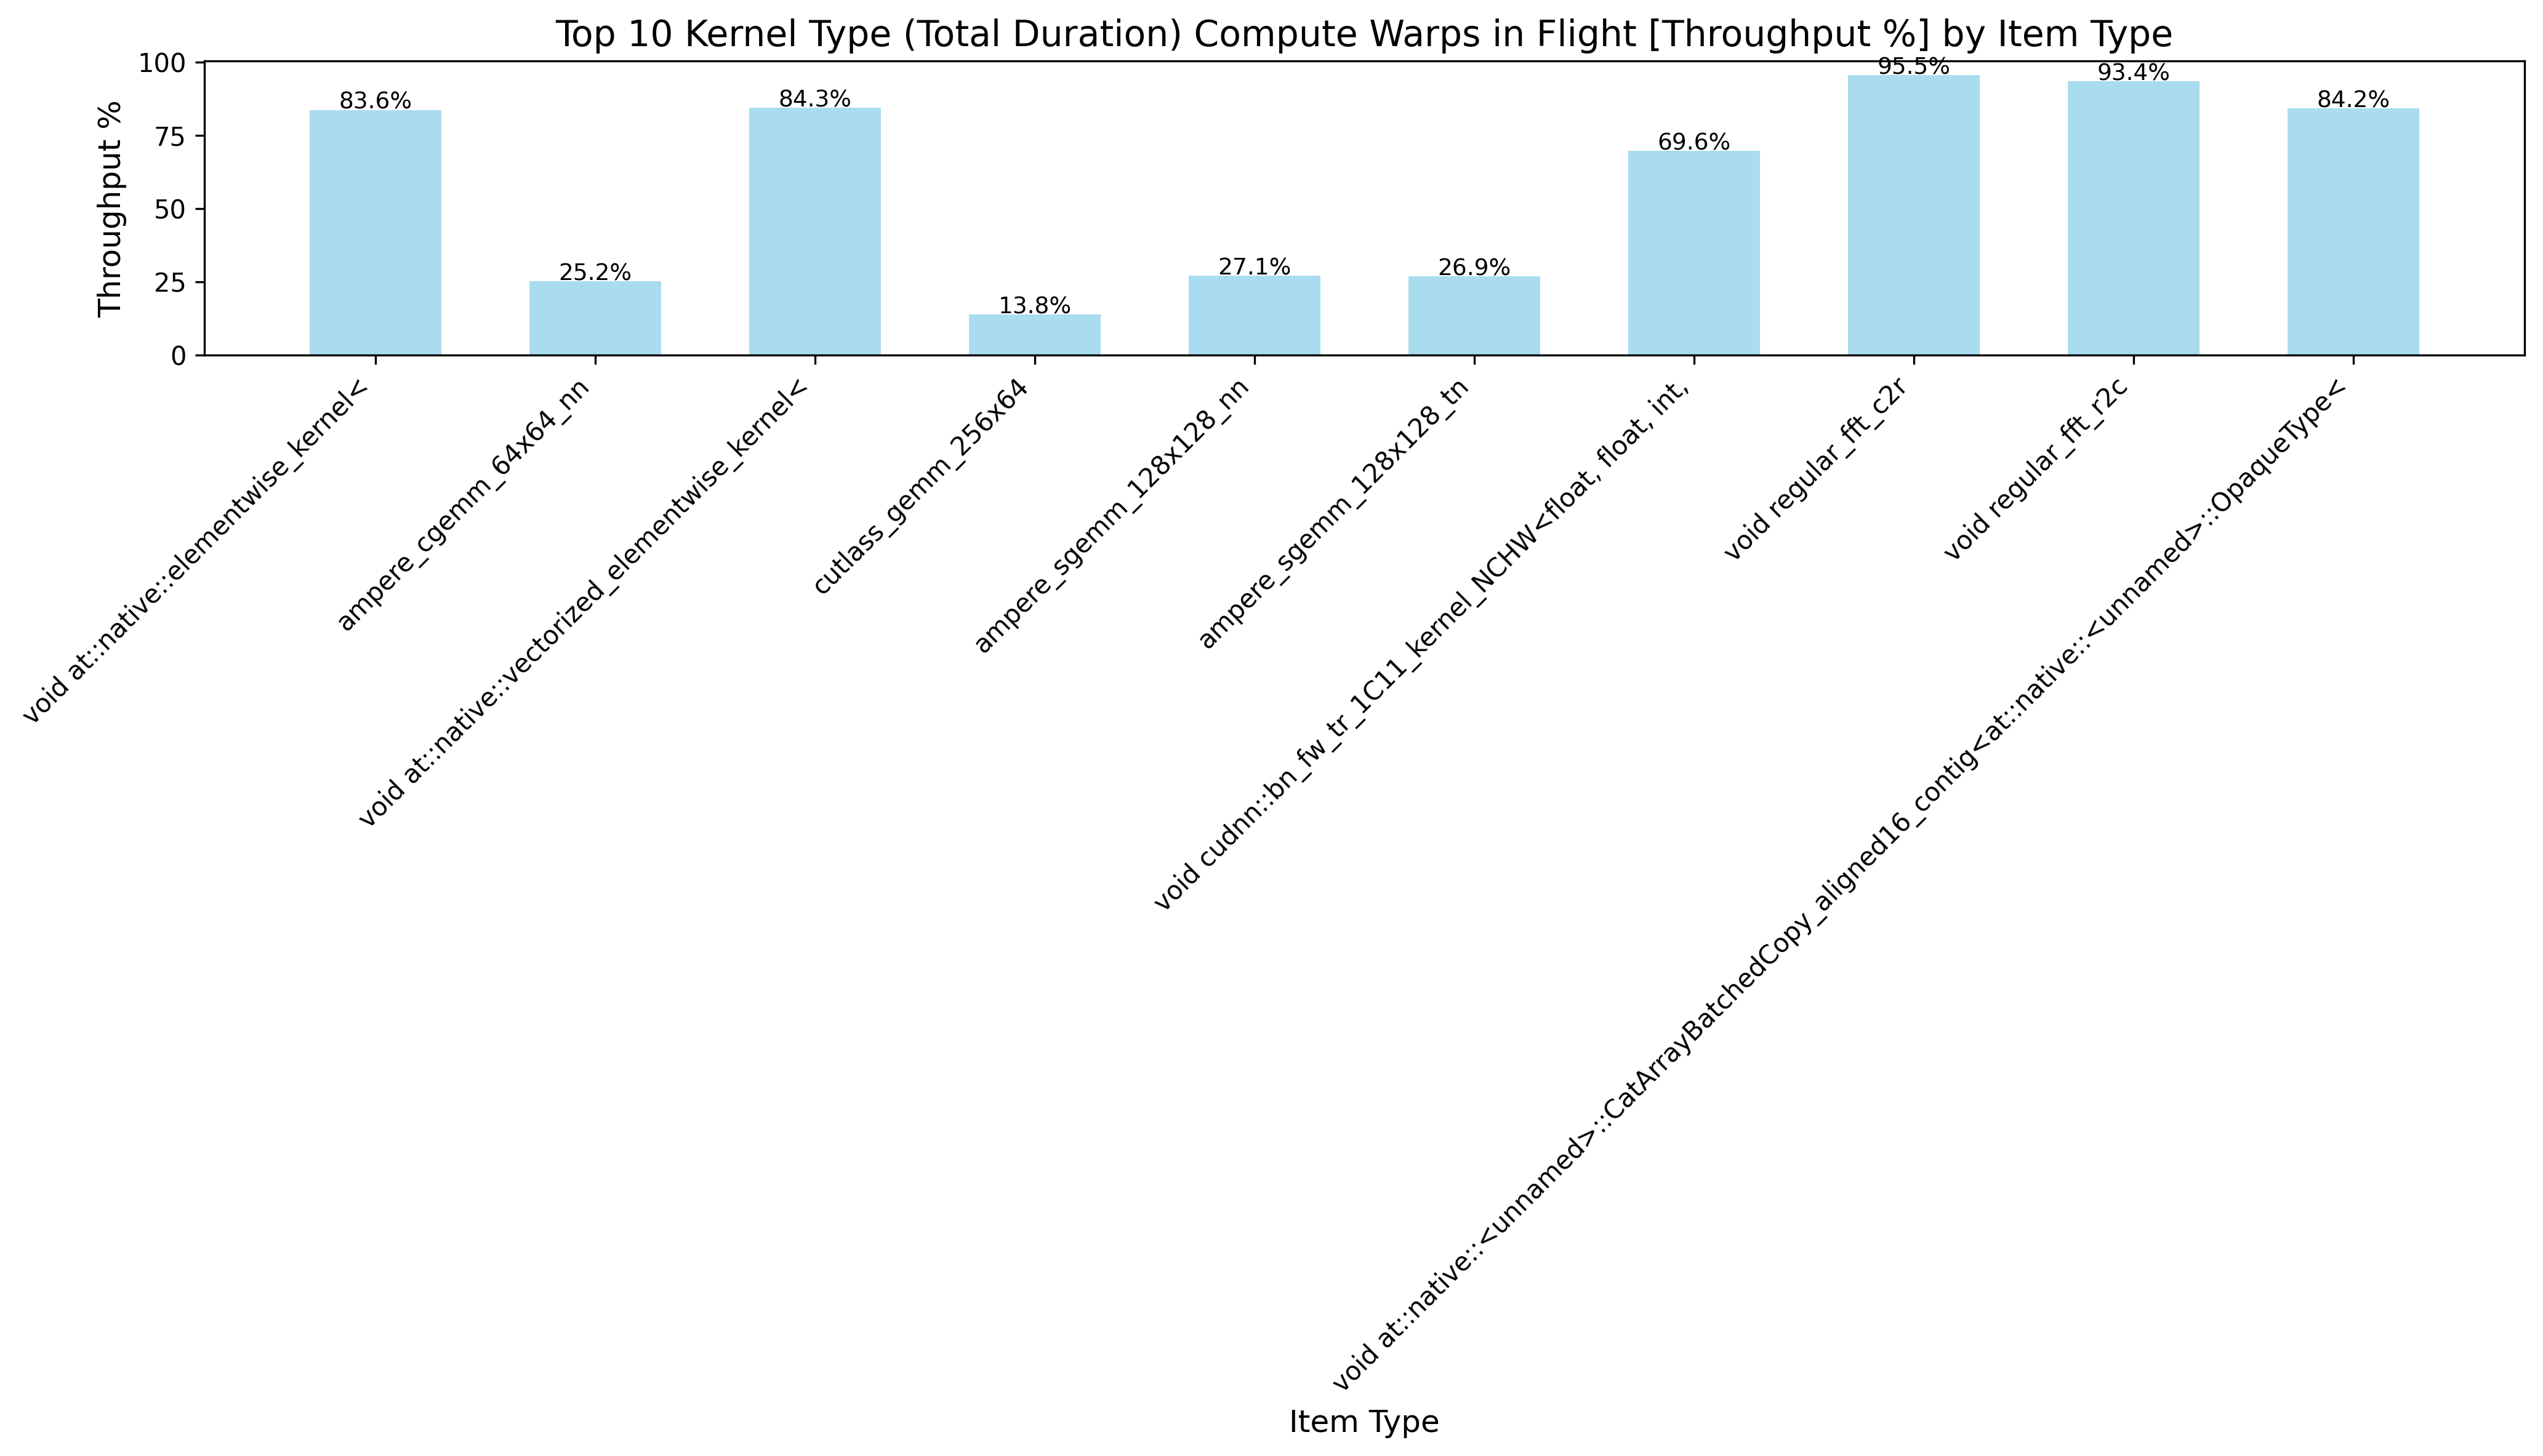 Top 10 Kernel Type (Total Duration) Compute Warps in Flight [Throughput %] by Item Type
Throughput %
100
75
50
25
0
83.6%
25.2%
84.3%
13.8%
27.1%
26.9%
69.6%
95.5%
93.4%
84.2%
void at::native::elementwise_kernel<
ampere_cgemm_64x64_nn
void at::native::vectorized_elementwise_kernel<
cutlass_gemm_256x64
ampere_sgemm_128x128_nn
ampere_sgemm_128x128_tn
void cudnn::bn_fw_tr_1C11_kernel_NCHW<float, float, int,
void regular_fft_c2r
void regular_fft_r2c
void at::native::<unnamed>::CatArrayBatchedCopy_aligned16_contig<at::native::<unnamed>::OpaqueType<
Item Type